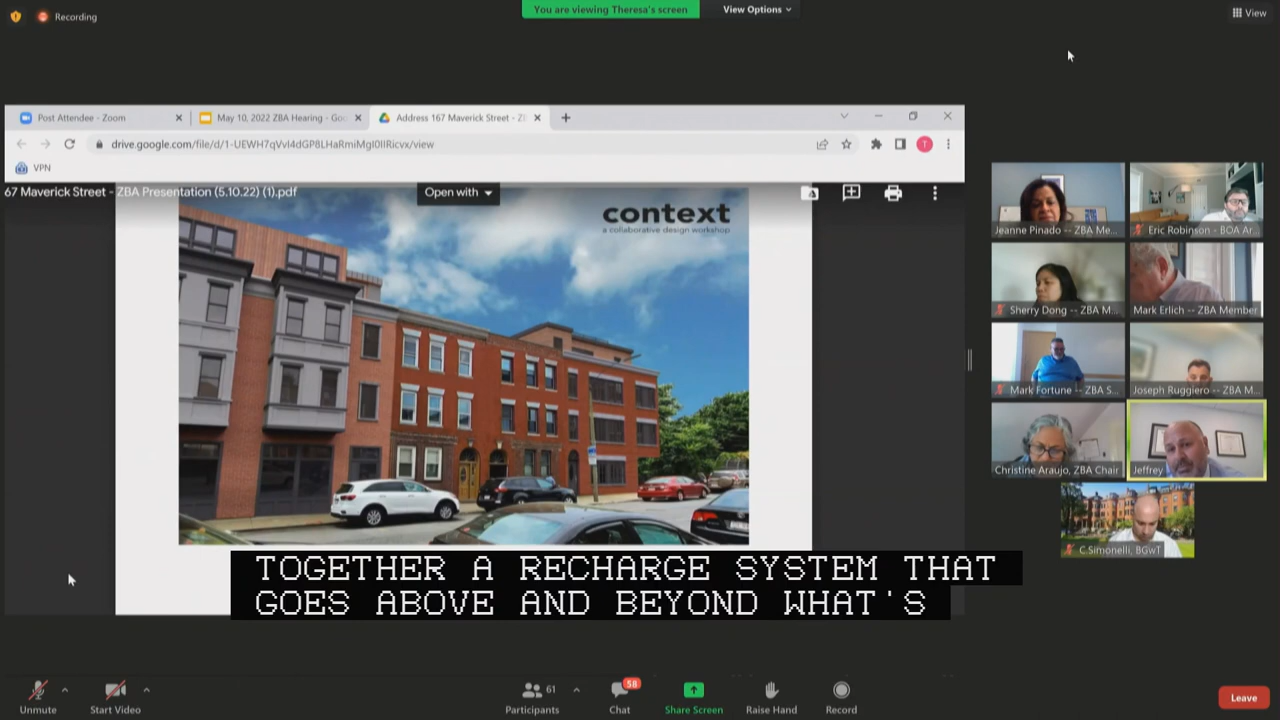 Recording
You are viewing Theresa's screen
View Options
View
Post Attendee - Zoom
May 10, 2022 ZBA Hearing - Goo
Address 167 Maverick Street - Z
drive.google.com/file/d/
VPN
67 Maverick Street - ZBA Presentation (5.10.22) (1).pdf
Open with
T
context
a collaborative design workshop
Jeanne Pinado -- ZBA Me...
Eric Robinson - BOA Ar...
Sherry Dong -- ZBA M...
Mark Erlich -- ZBA Member
Mark Fortune -- ZBA S...
Joseph Ruggiero -- ZBA M...
Christine Araujo, ZBA Chair
Jeffrey
C.Simonelli, BGwT
TOGETHER A RECHARGE SYSTEM THAT
GOES ABOVE AND BEYOND WHAT'S
Unmute
Start Video
61
Participants
58
Chat
Share Screen
Raise Hand
Record
Leave